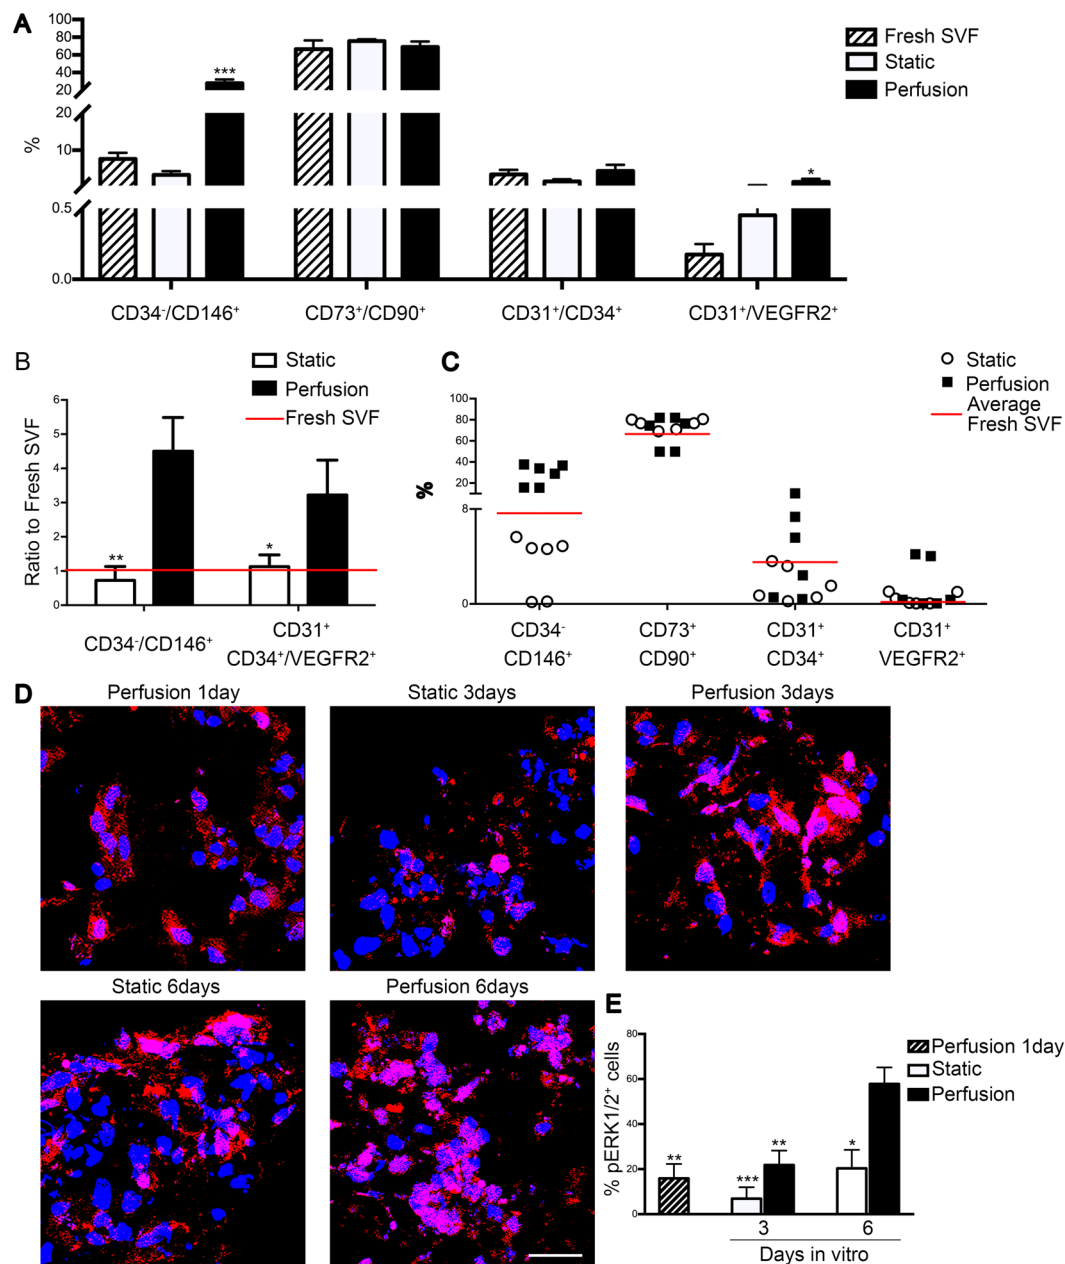 A
100
80
60
40
20
20
10
0.5
0.0
%
***
*
Fresh SVF
Static
Perfusion
CD34-/CD146+
CD73+/CD90+
CD31+/CD34+
CD31+/VEGFR2+
B
Static
Perfusion
Fresh SVF
Ratio to Fresh SVF
6
5
4
3
2
1
0
**
*
CD34-/CD146+
CD31+
CD34+/VEGFR2+
C
Static
Perfusion
Average
Fresh SVF
%
100
80
60
40
20
8
0
CD34-
CD146+
CD73+
CD90+
CD31+
CD34+
CD31+
VEGFR2+
D
Perfusion 1day
Static 3days
Perfusion 3days
Static 6days
Perfusion 6days
E
% pERK1/2+ cells
80
60
40
20
0
**
***
**
*
Perfusion 1day
Static
Perfusion
3
6
Days in vitro